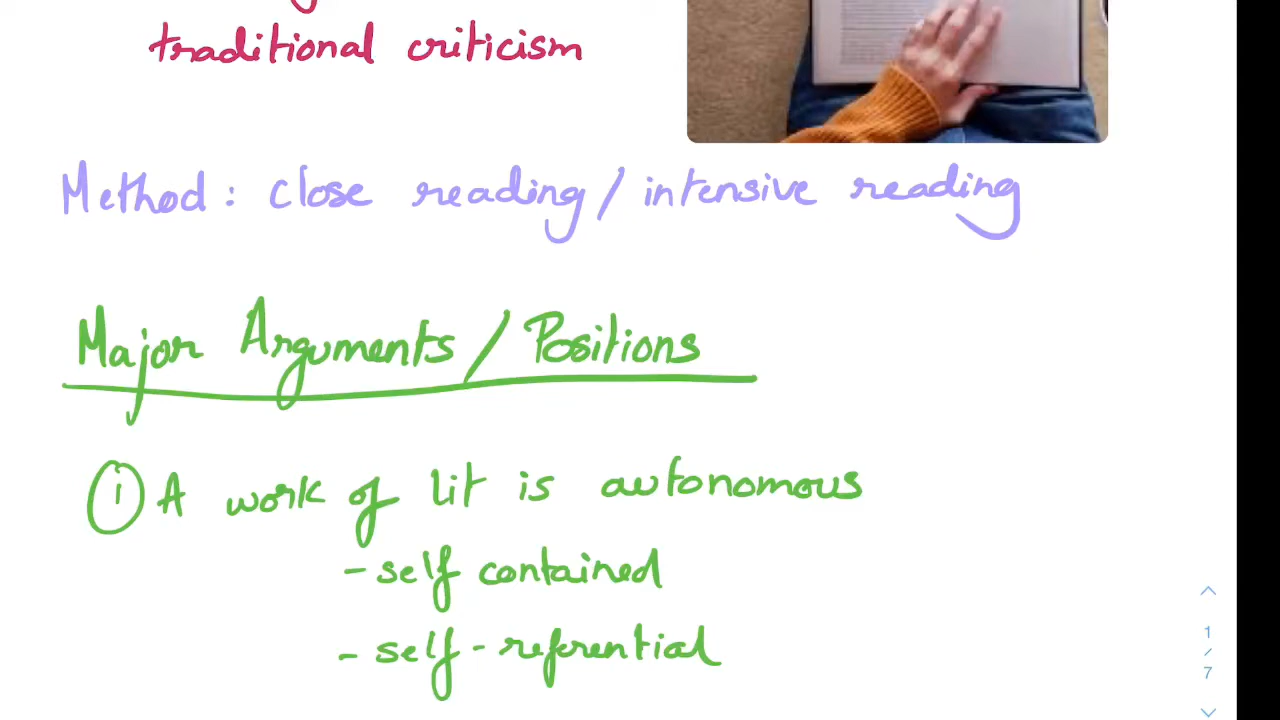 traditional criticism
Method: close reading/intensive reading
Major Arguments/Positions
i A work of lit is autonomous
- self contained
- self-referential
1
/
7